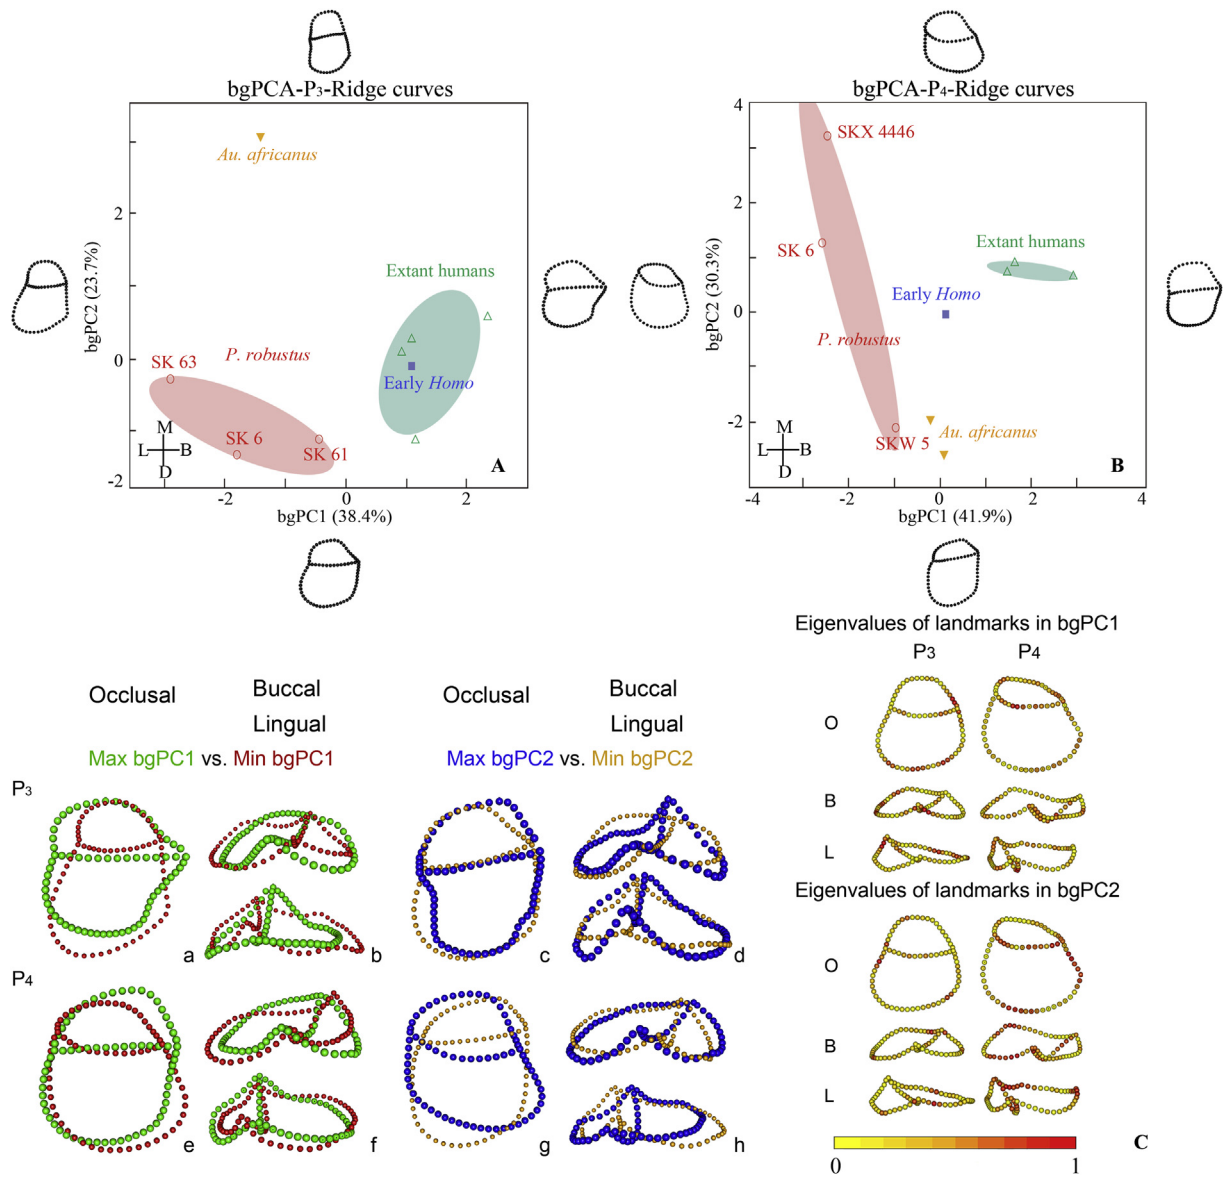 bgPCA-P3-Ridge curves
Au. africanus
2
Extant humans
bgPC2 (23.7%)
0
P. robustus
SK 63
Early Homo
M
L B
D
SK 6
SK 61
A
-2
-2 0 2
bgPC1 (38.4%)
bgPCA-P4-Ridge curves
4
SKX 4446
2
Extant humans
SK 6
bgPC2 (30.3%)
Early Homo
0
P. robustus
-2
Au. africanus
SKW 5
M
L B
D
B
-4 -2 0 2 4
bgPC1 (41.9%)
Occlusal
Buccal
Lingual
Max bgPC1 vs. Min bgPC1
Occlusal
Buccal
Lingual
Max bgPC2 vs. Min bgPC2
P3
a b c d
P4
e f g h
Eigenvalues of landmarks in bgPC1
P3 P4
O
B
L
Eigenvalues of landmarks in bgPC2
O
B
L
0 1
C